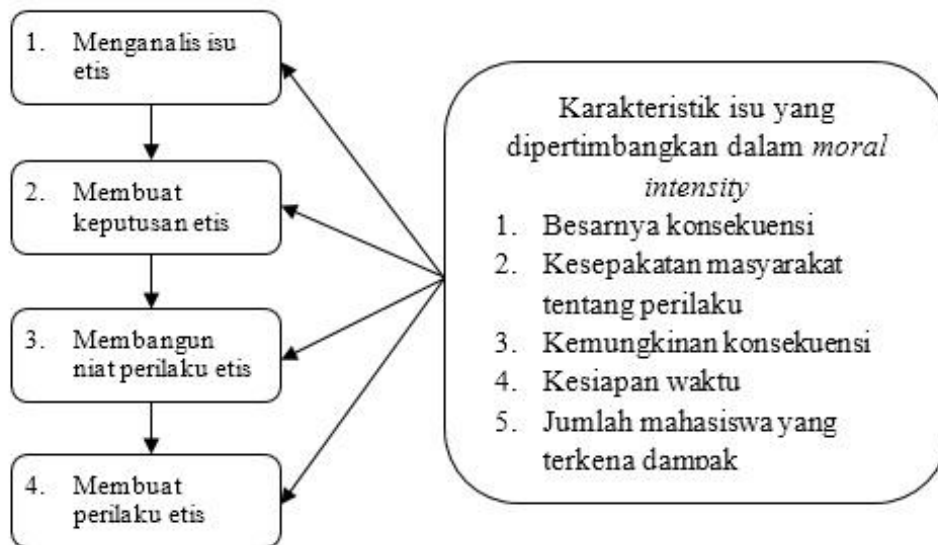 1. Menganalis isu
etis
2. Membuat
keputusan etis
3. Membangun
niat perilaku etis
4. Membuat
perilaku etis
Karakteristik isu yang
dipertimbangkan dalam moral
intensity
1. Besarnya konsekuensi
2. Kesepakatan masyarakat
tentang perilaku
3. Kemungkinan konsekuensi
4. Kesiapan waktu
5. Jumlah mahasiswa yang
terkena dampak